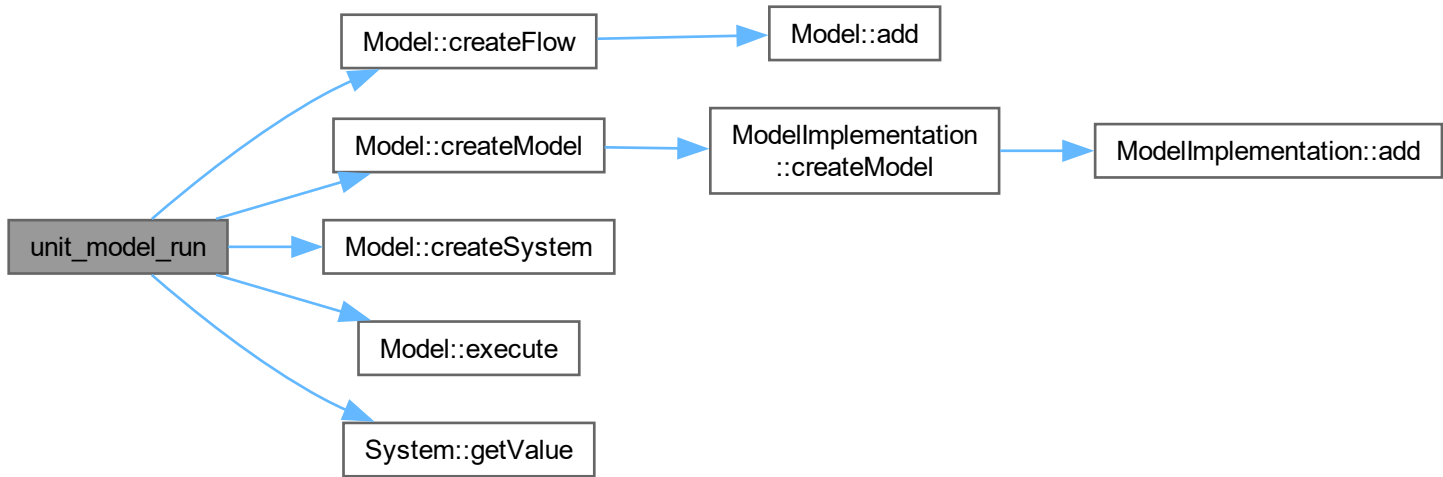 Model::createFlow
Model::add
Model::createModel
ModelImplementation
::createModel
ModelImplementation::add
unit_model_run
Model::createSystem
Model::execute
System::getValue